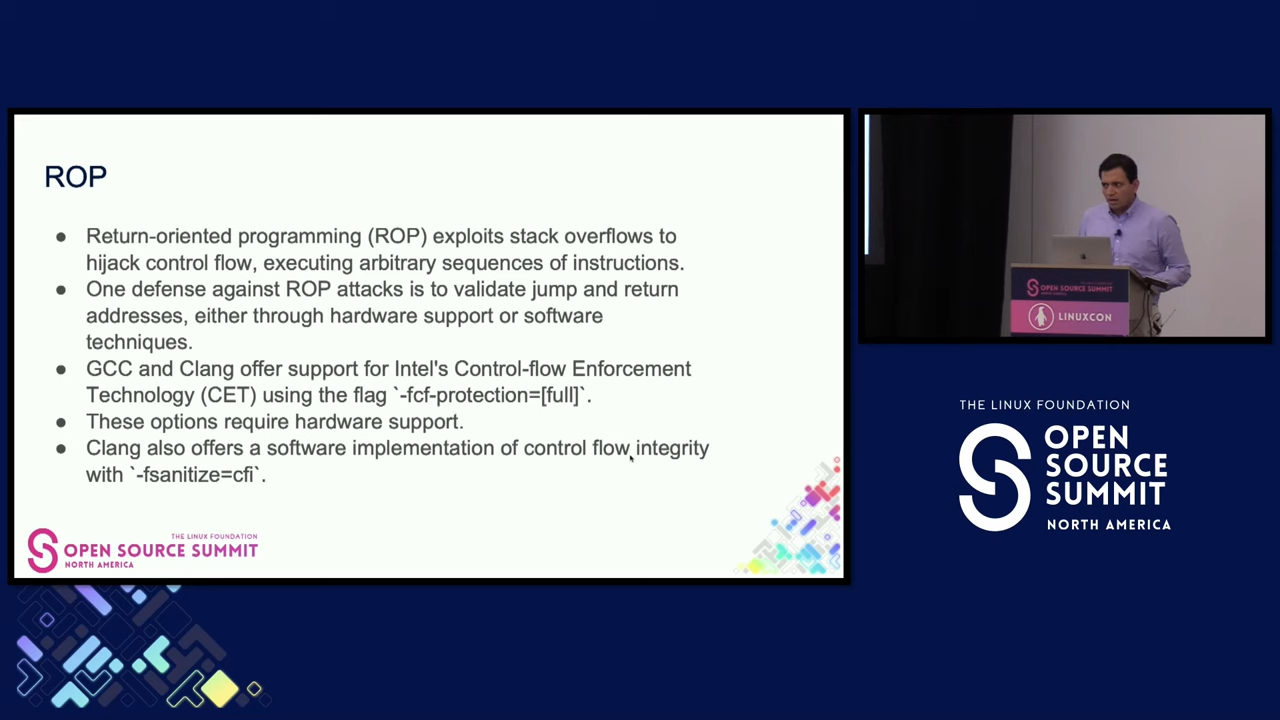 ROP
● Return-oriented programming (ROP) exploits stack overflows to
hijack control flow, executing arbitrary sequences of instructions.
● One defense against ROP attacks is to validate jump and return
addresses, either through hardware support or software
techniques.
● GCC and Clang offer support for Intel's Control-flow Enforcement
Technology (CET) using the flag `-fcf-protection=[full]`.
● These options require hardware support.
● Clang also offers a software implementation of control flow integrity
with `-fsanitize=cfi`.
THE LINUX FOUNDATION
OPEN SOURCE SUMMIT
NORTH AMERICA
OPEN SOURCE SUMMIT
LINUXCON
THE LINUX FOUNDATION
OPEN
SOURCE
SUMMIT
NORTH AMERICA